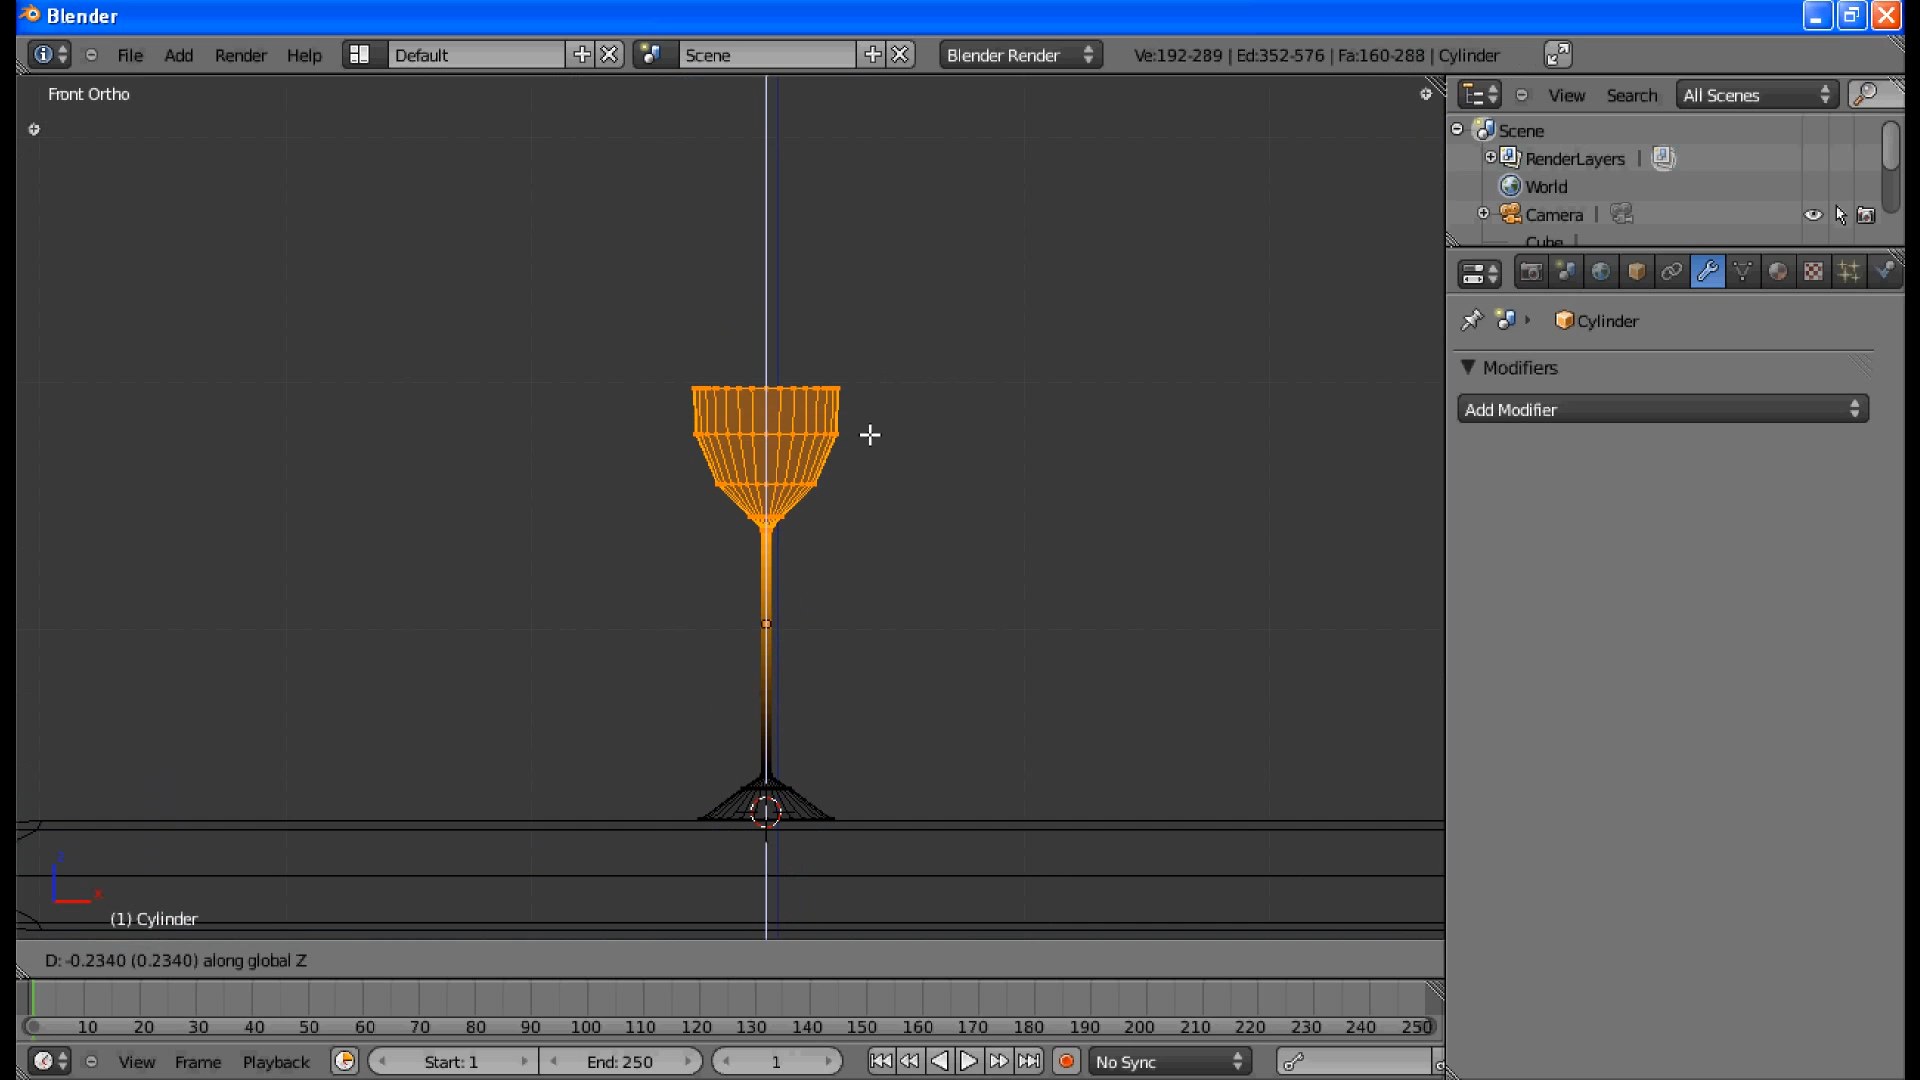 Blender
File Add Render Help Default Scene Blender Render Ve:192-289 | Ed:352-576 | Fa:160-288 | Cylinder
Front Ortho
View Search All Scenes
Scene
RenderLayers |
World
Camera |
Cube |
Cylinder
Modifiers
Add Modifier
z
x
(1) Cylinder
D: -0.2340 (0.2340) along global Z
10 20 30 40 50 60 70 80 90 100 110 120 130 140 150 160 170 180 190 200 210 220 230 240 250
View Frame Playback Start: 1 End: 250 1 No Sync